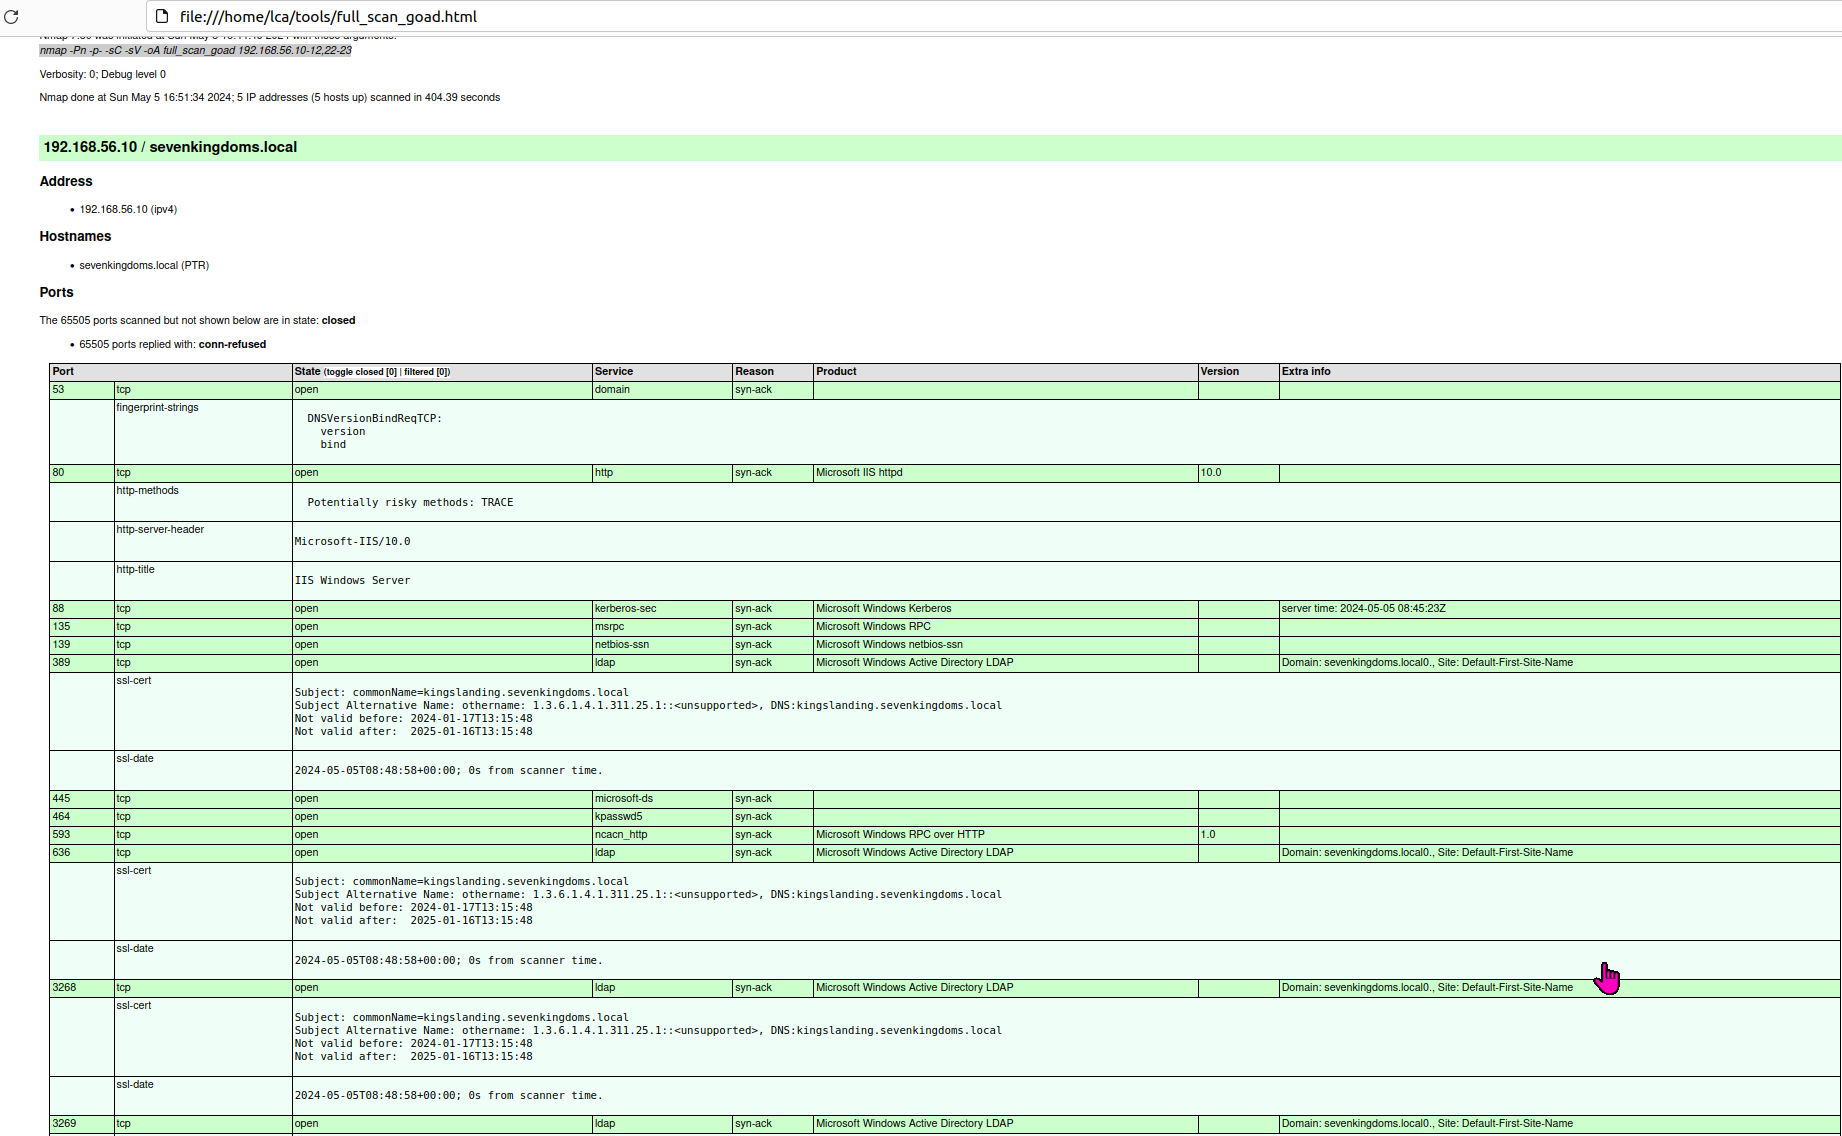 file:///home/lca/tools/full_scan_goad.html
nmap -Pn -p- -sC -sV -oA full_scan_goad 192.168.56.10-12,22-23
Verbosity: 0; Debug level 0
Nmap done at Sun May 5 16:51:34 2024; 5 IP addresses (5 hosts up) scanned in 404.39 seconds
192.168.56.10 / sevenkingdoms.local
Address
• 192.168.56.10 (ipv4)
Hostnames
• sevenkingdoms.local (PTR)
Ports
The 65505 ports scanned but not shown below are in state: closed
• 65505 ports replied with: conn-refused
Port State (toggle closed [0] | filtered [0]) Service Reason Product Version Extra info
53 tcp open domain syn-ack
fingerprint-strings
DNSVersionBindReqTCP:
version
bind
80 tcp open http syn-ack Microsoft IIS httpd 10.0
http-methods
Potentially risky methods: TRACE
http-server-header
Microsoft-IIS/10.0
http-title
IIS Windows Server
88 tcp open kerberos-sec syn-ack Microsoft Windows Kerberos server time: 2024-05-05 08:45:23Z
135 tcp open msrpc syn-ack Microsoft Windows RPC
139 tcp open netbios-ssn syn-ack Microsoft Windows netbios-ssn
389 tcp open ldap syn-ack Microsoft Windows Active Directory LDAP Domain: sevenkingdoms.local0., Site: Default-First-Site-Name
ssl-cert
Subject: commonName=kingslanding.sevenkingdoms.local
Subject Alternative Name: othername: 1.3.6.1.4.1.311.25.1::<unsupported>, DNS:kingslanding.sevenkingdoms.local
Not valid before: 2024-01-17T13:15:48
Not valid after:  2025-01-16T13:15:48
ssl-date
2024-05-05T08:48:58+00:00; 0s from scanner time.
445 tcp open microsoft-ds syn-ack
464 tcp open kpasswd5 syn-ack
593 tcp open ncacn_http syn-ack Microsoft Windows RPC over HTTP 1.0
636 tcp open ldap syn-ack Microsoft Windows Active Directory LDAP Domain: sevenkingdoms.local0., Site: Default-First-Site-Name
ssl-cert
Subject: commonName=kingslanding.sevenkingdoms.local
Subject Alternative Name: othername: 1.3.6.1.4.1.311.25.1::<unsupported>, DNS:kingslanding.sevenkingdoms.local
Not valid before: 2024-01-17T13:15:48
Not valid after:  2025-01-16T13:15:48
ssl-date
2024-05-05T08:48:58+00:00; 0s from scanner time.
3268 tcp open ldap syn-ack Microsoft Windows Active Directory LDAP Domain: sevenkingdoms.local0., Site: Default-First-Site-Name
ssl-cert
Subject: commonName=kingslanding.sevenkingdoms.local
Subject Alternative Name: othername: 1.3.6.1.4.1.311.25.1::<unsupported>, DNS:kingslanding.sevenkingdoms.local
Not valid before: 2024-01-17T13:15:48
Not valid after:  2025-01-16T13:15:48
ssl-date
2024-05-05T08:48:58+00:00; 0s from scanner time.
3269 tcp open ldap syn-ack Microsoft Windows Active Directory LDAP Domain: sevenkingdoms.local0., Site: Default-First-Site-Name